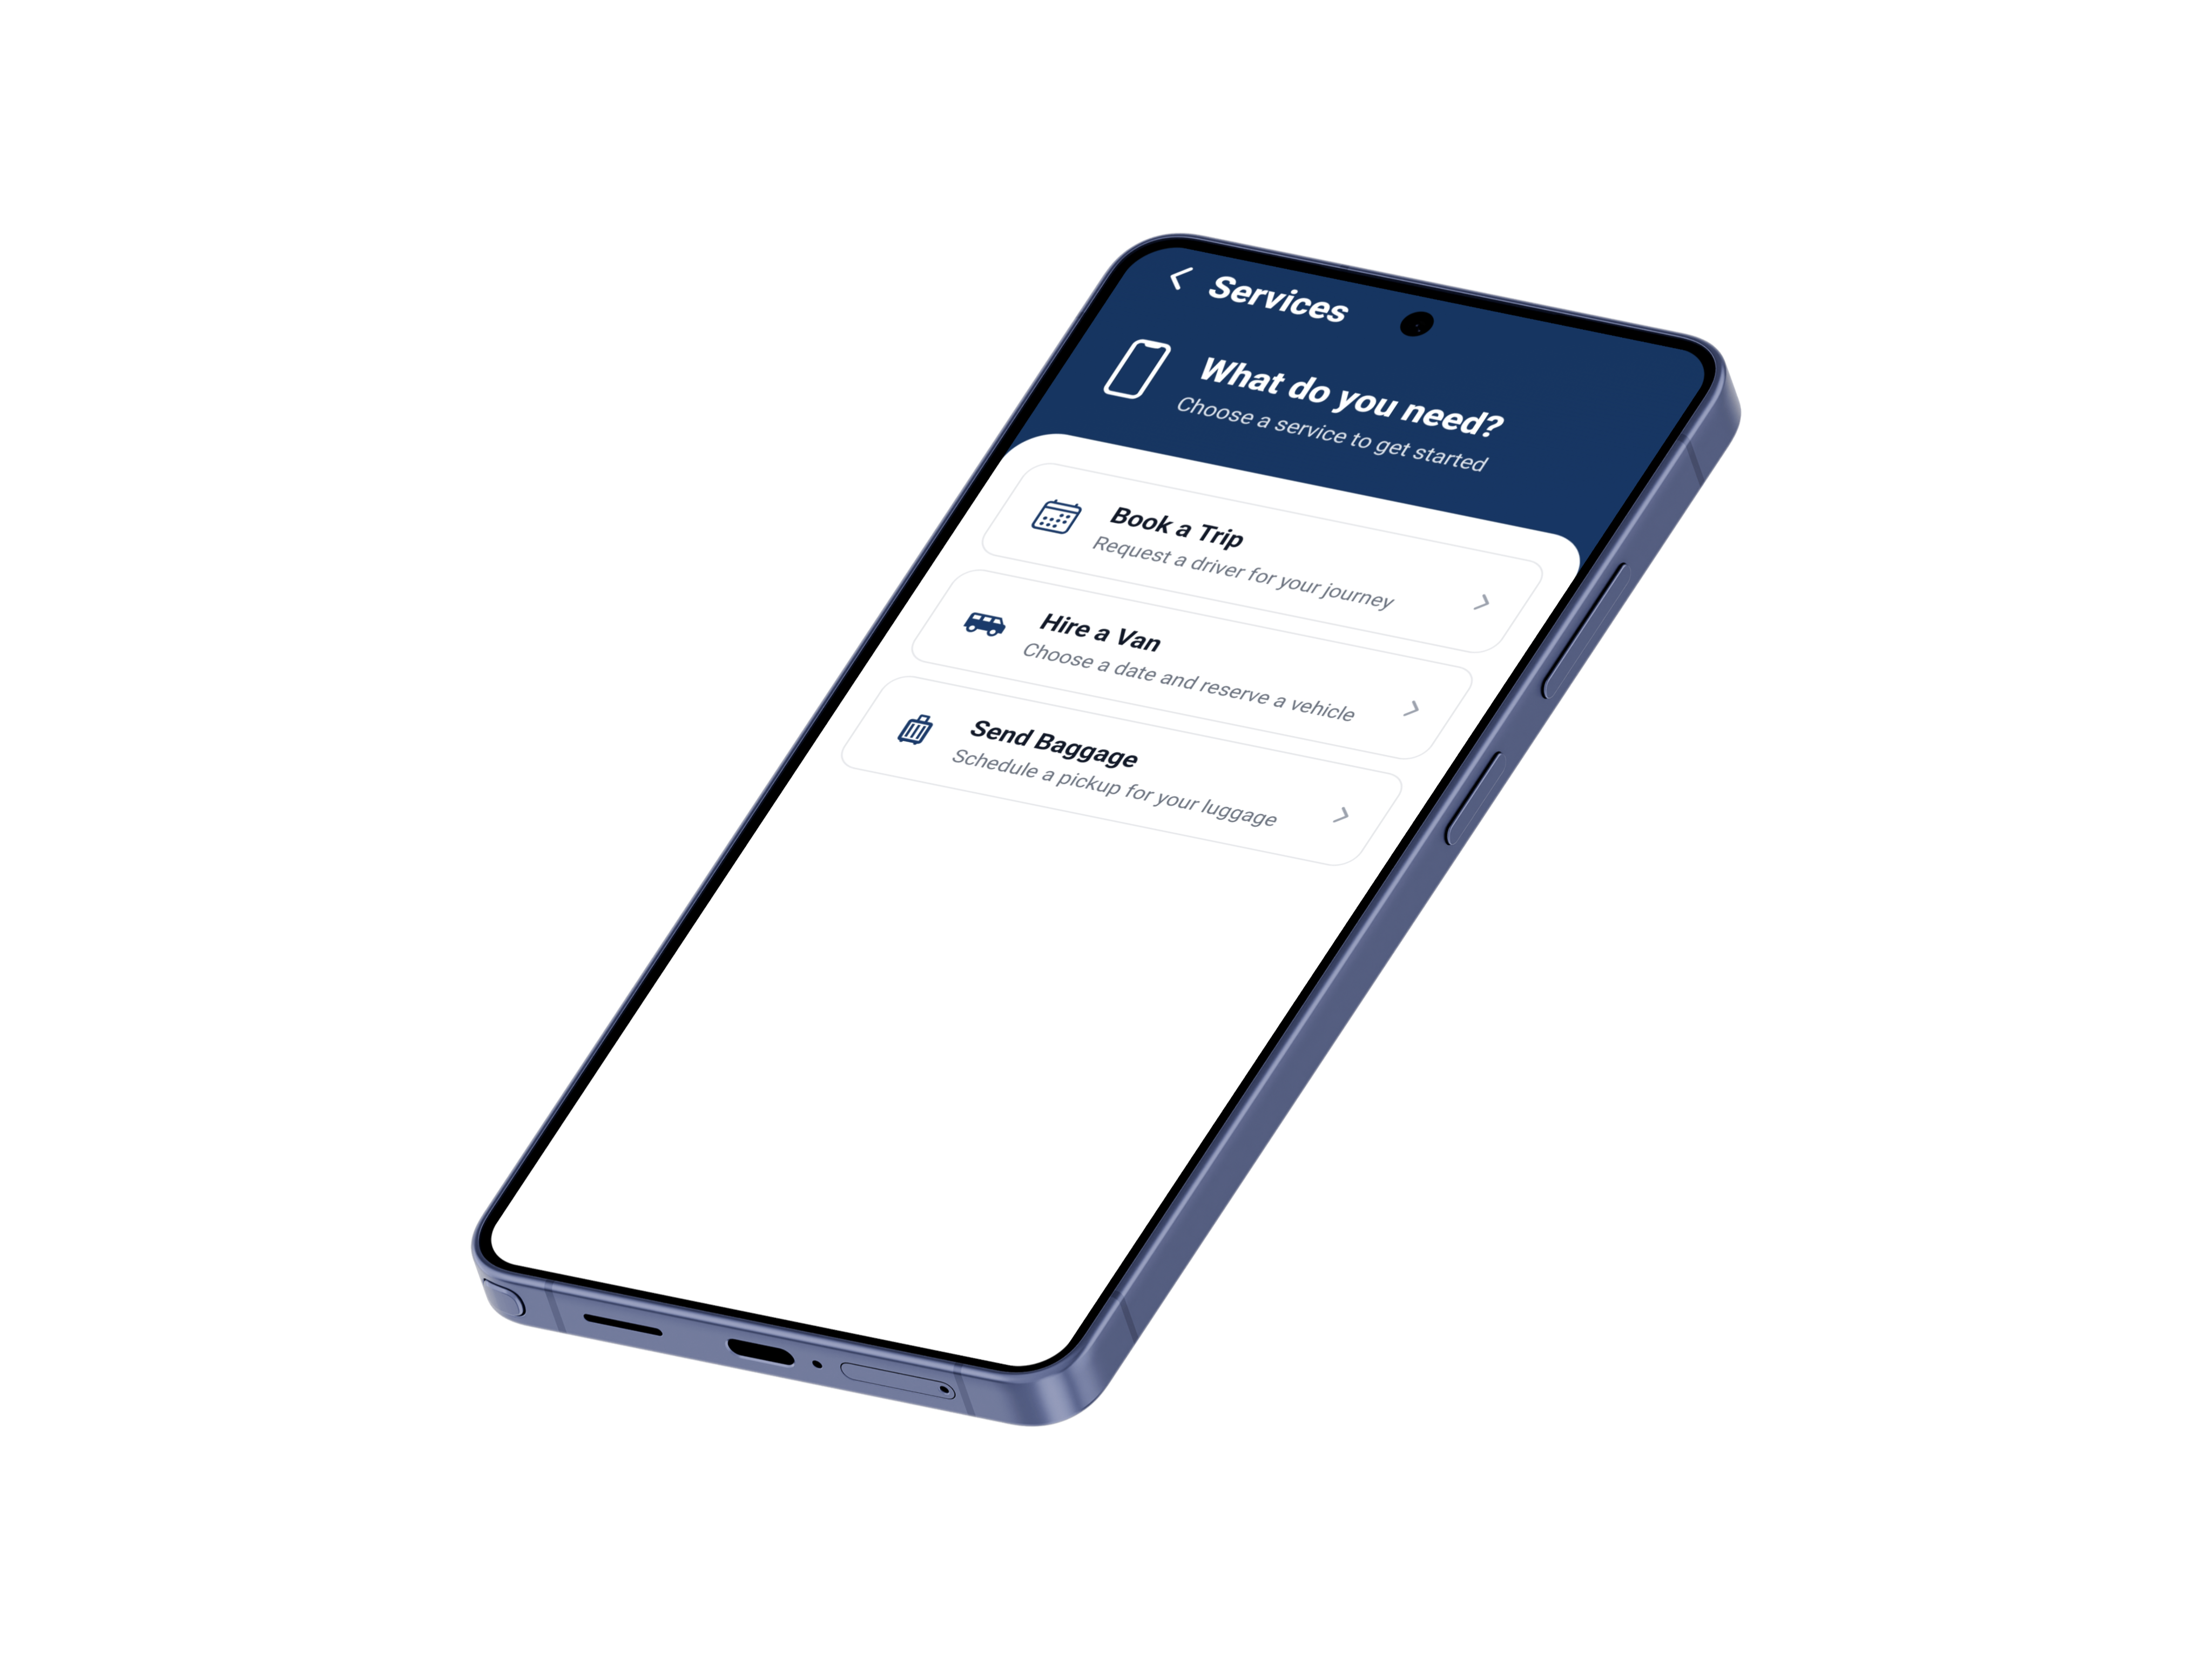 Services
What do you need?
Choose a service to get started
Book a Trip
Request a driver for your journey
Hire a Van
Choose a date and reserve a vehicle
Send Baggage
Schedule a pickup for your luggage